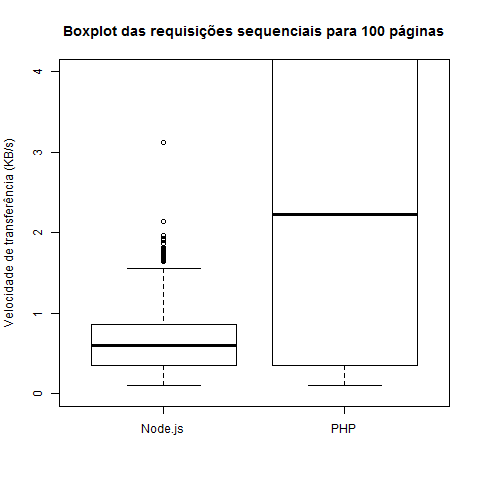 Boxplot das requisições sequenciais para 100 páginas
Velocidade de transferência (KB/s)
4
3
2
1
0
Node.js
PHP